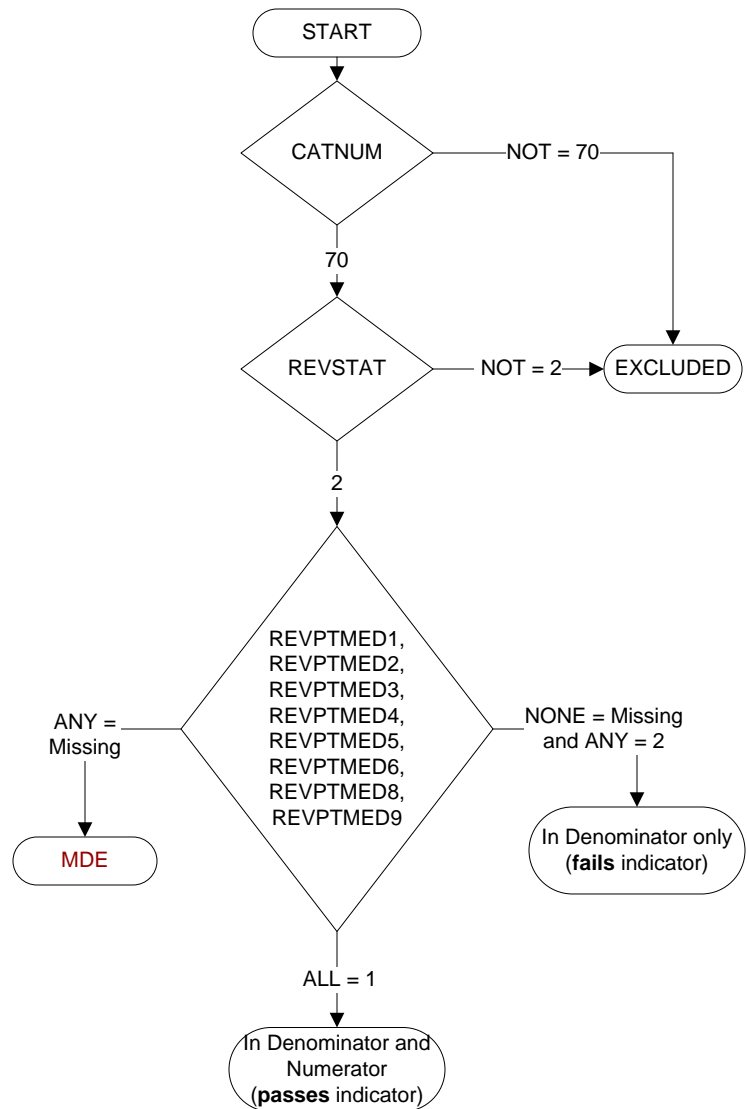 START
CATNUM
NOT = 70
70
REVSTAT
NOT = 2
EXCLUDED
2
REVPTMED1,
REVPTMED2,
REVPTMED3,
REVPTMED4,
REVPTMED5,
REVPTMED6,
REVPTMED8,
REVPTMED9
ANY =
Missing
NONE = Missing
and ANY = 2
MDE
In Denominator only
(fails indicator)
ALL = 1
In Denominator and
Numerator
(passes indicator)